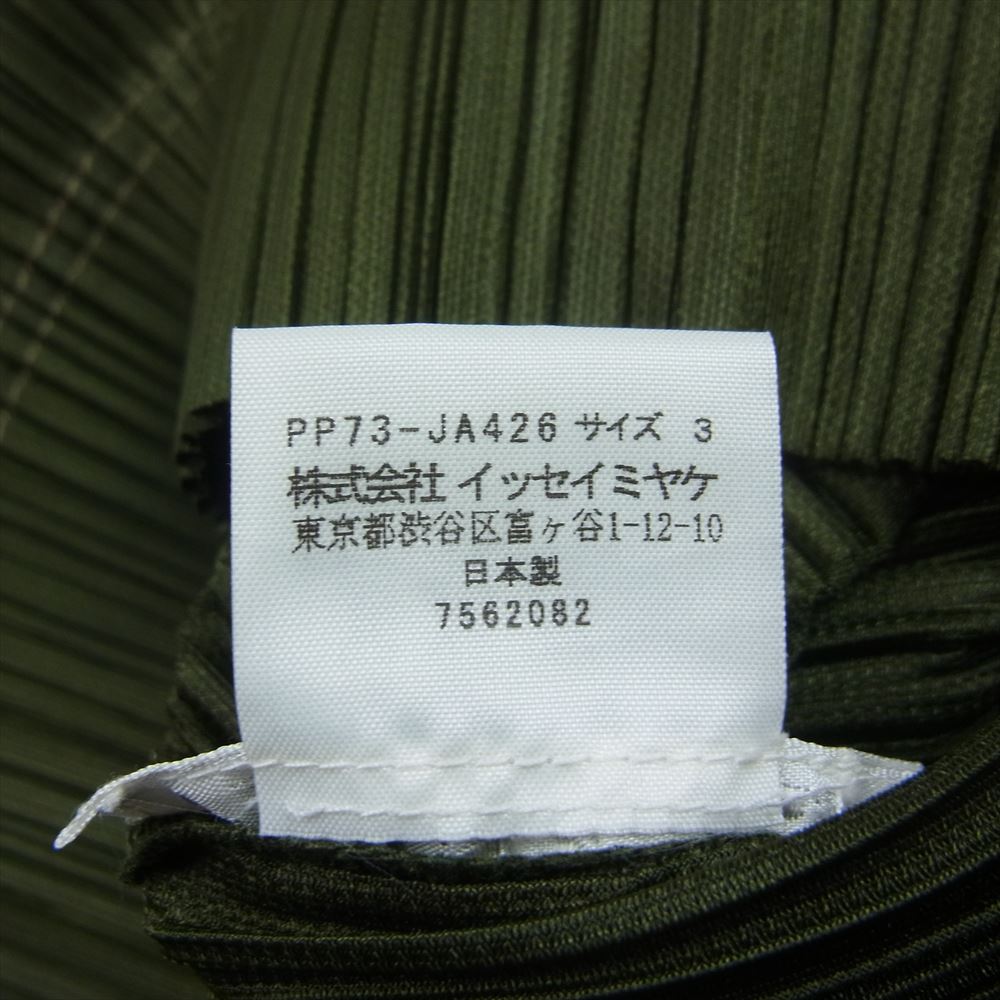 PP73-JA426 サイズ 3
株式会社 イッセイミヤケ
東京都渋谷区富ヶ谷1-12-10
日本製
7562082